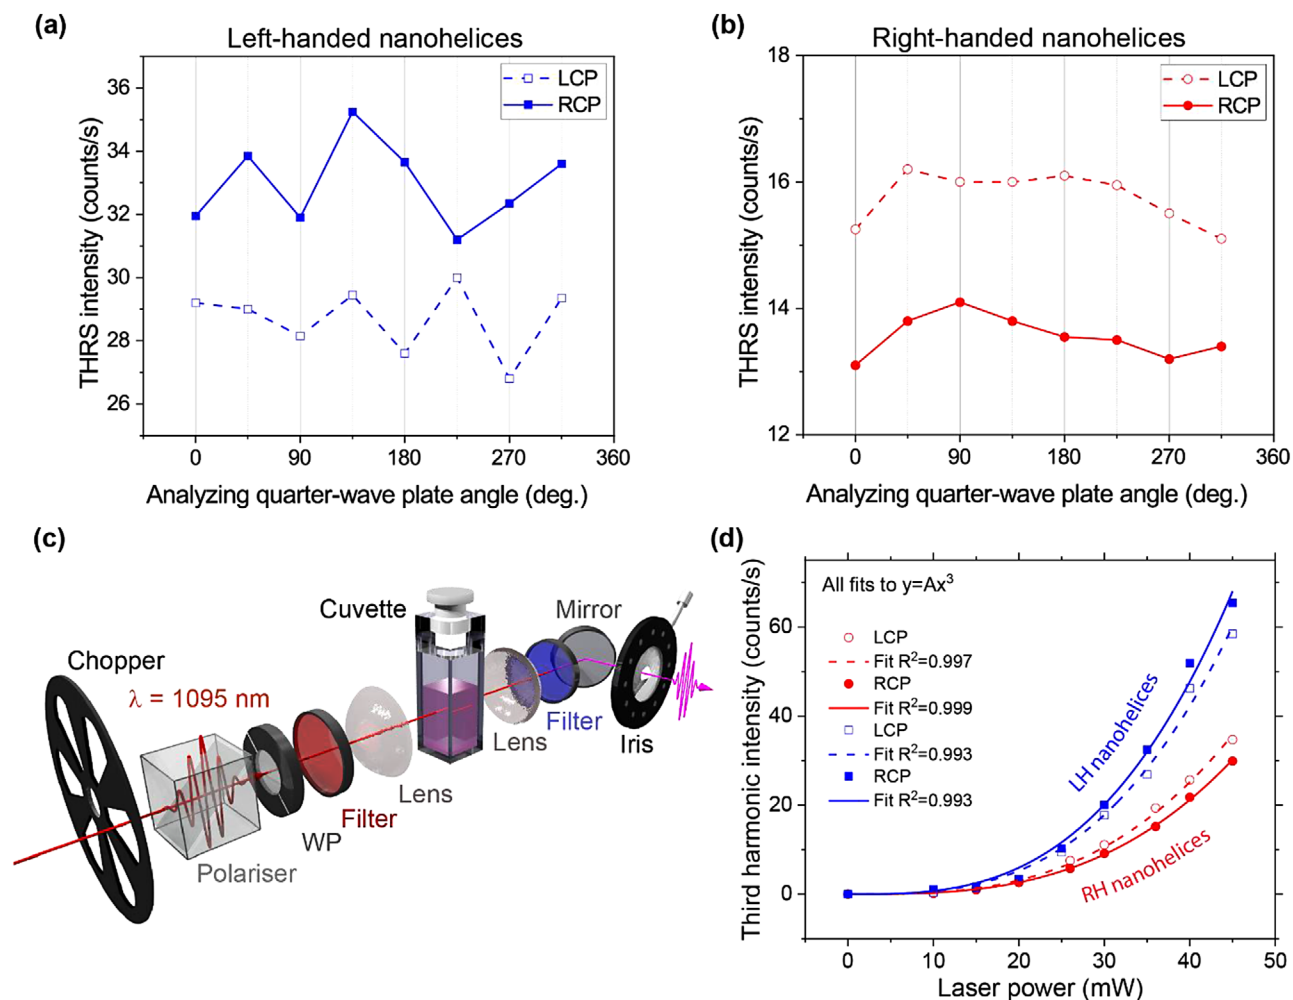 (a)
Left-handed nanohelices
LCP
RCP
THRS intensity (counts/s)
36
34
32
30
28
26
0
90
180
270
360
Analyzing quarter-wave plate angle (deg.)
(b)
Right-handed nanohelices
LCP
RCP
THRS intensity (counts/s)
18
16
14
12
0
90
180
270
360
Analyzing quarter-wave plate angle (deg.)
(c)
Chopper
λ = 1095 nm
Polariser
WP
Filter
Lens
Cuvette
Lens
Filter
Mirror
Iris
(d)
Third harmonic intensity (counts/s)
60
40
20
0
All fits to y=Ax³
LCP
Fit R²=0.997
RCP
Fit R²=0.999
LCP
Fit R²=0.993
RCP
Fit R²=0.993
LH nanohelices
RH nanohelices
0
10
20
30
40
50
Laser power (mW)